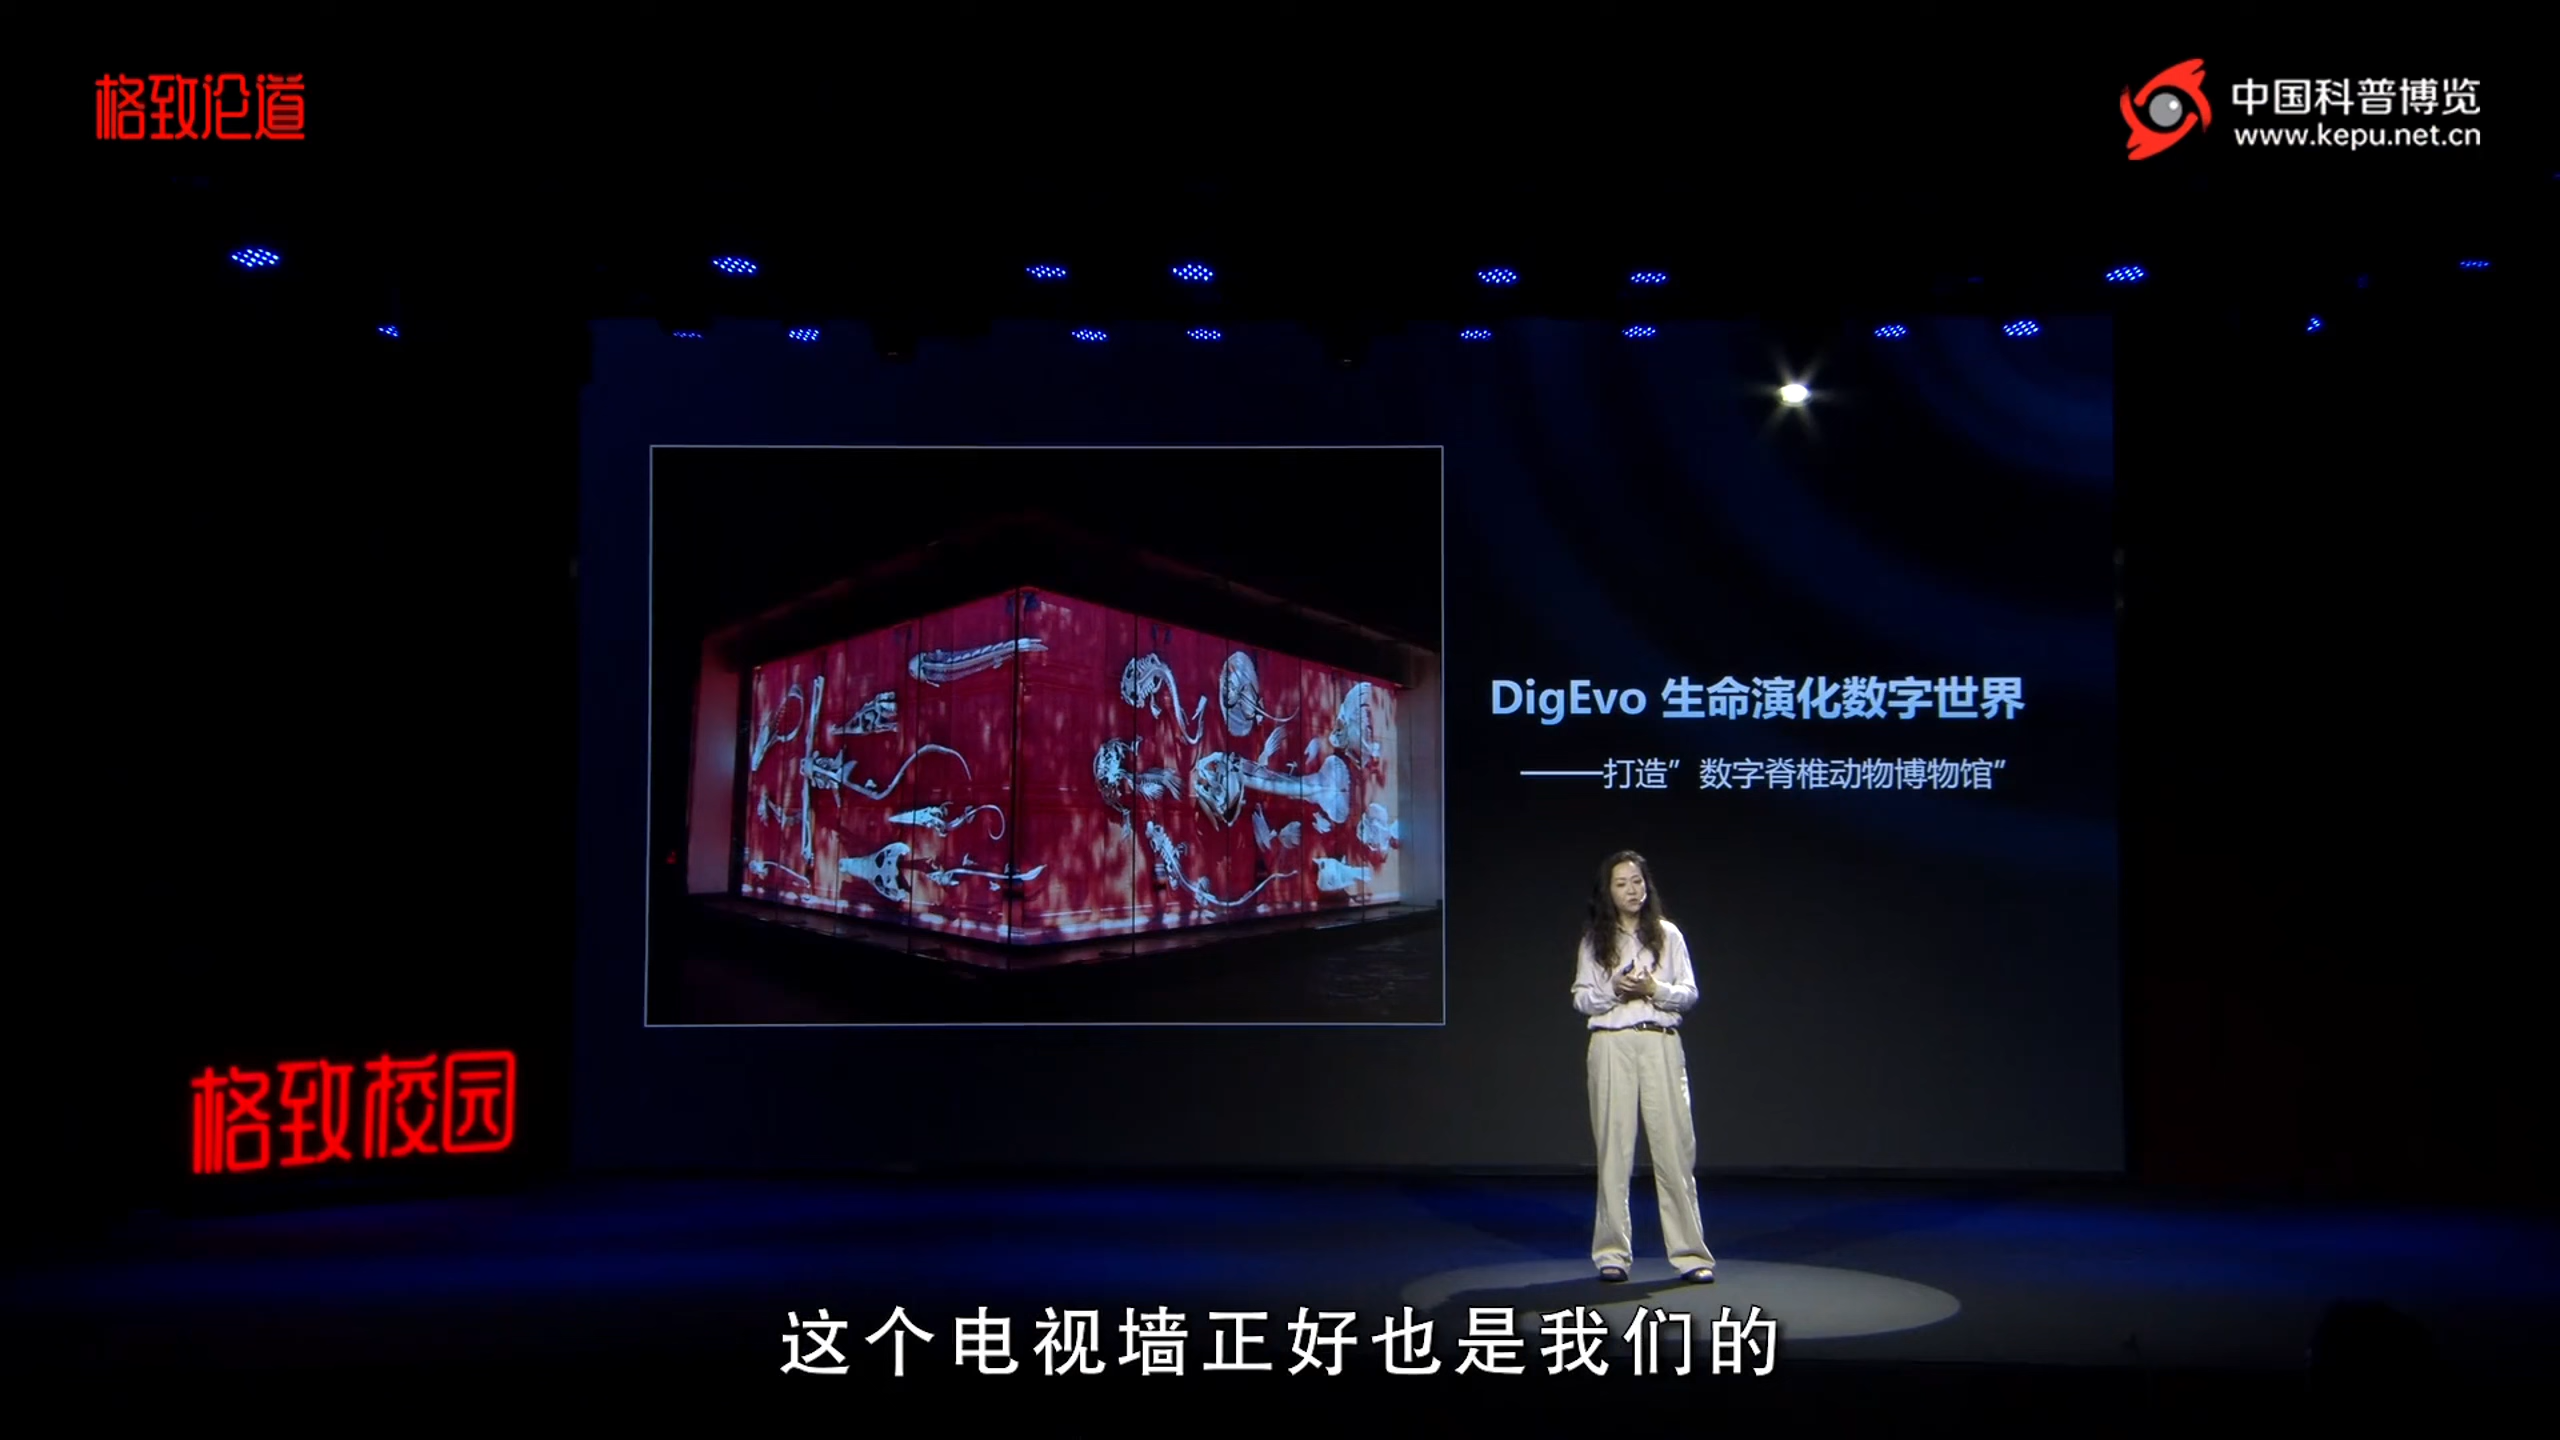 格致论道
中国科普博览
www.kepu.net.cn
DigEvo 生命演化数字世界
——打造”数字脊椎动物博物馆”
格致校园
这个电视墙正好也是我们的